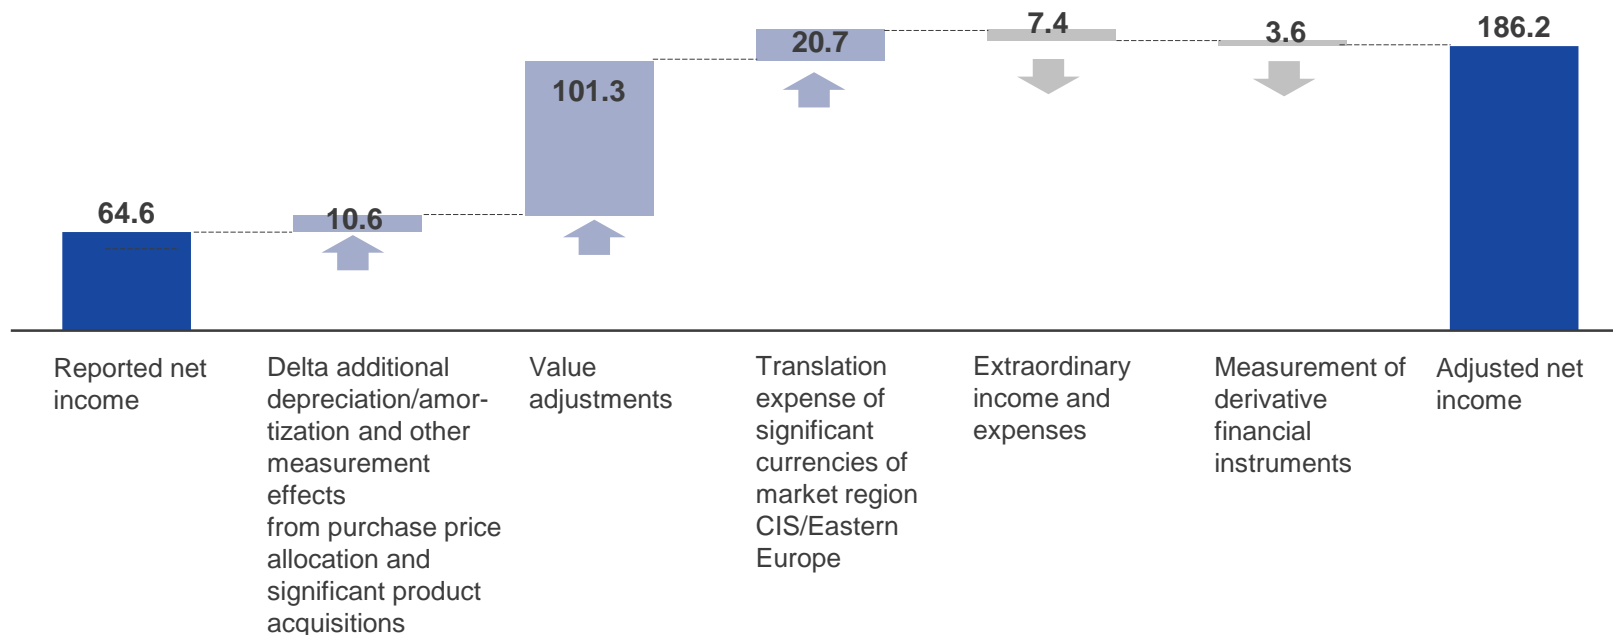 64.6
10.6
101.3
20.7
7.4
3.6
186.2
Reported net
income
Delta additional
depreciation/amor-
tization and other
measurement
effects
from purchase price
allocation and
significant product
acquisitions
Value
adjustments
Translation
expense of
significant
currencies of
market region
CIS/Eastern
Europe
Extraordinary
income and
expenses
Measurement of
derivative
financial
instruments
Adjusted net
income